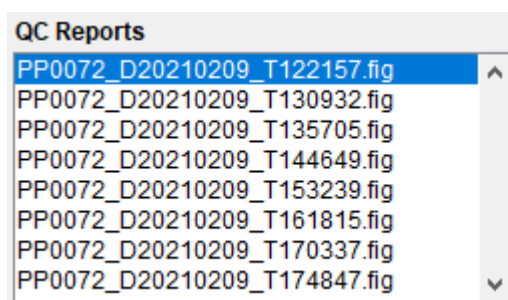 QC Reports
PP0072_D20210209_T122157.fig
PP0072_D20210209_T130932.fig
PP0072_D20210209_T135705.fig
PP0072_D20210209_T144649.fig
PP0072_D20210209_T153239.fig
PP0072_D20210209_T161815.fig
PP0072_D20210209_T170337.fig
PP0072_D20210209_T174847.fig